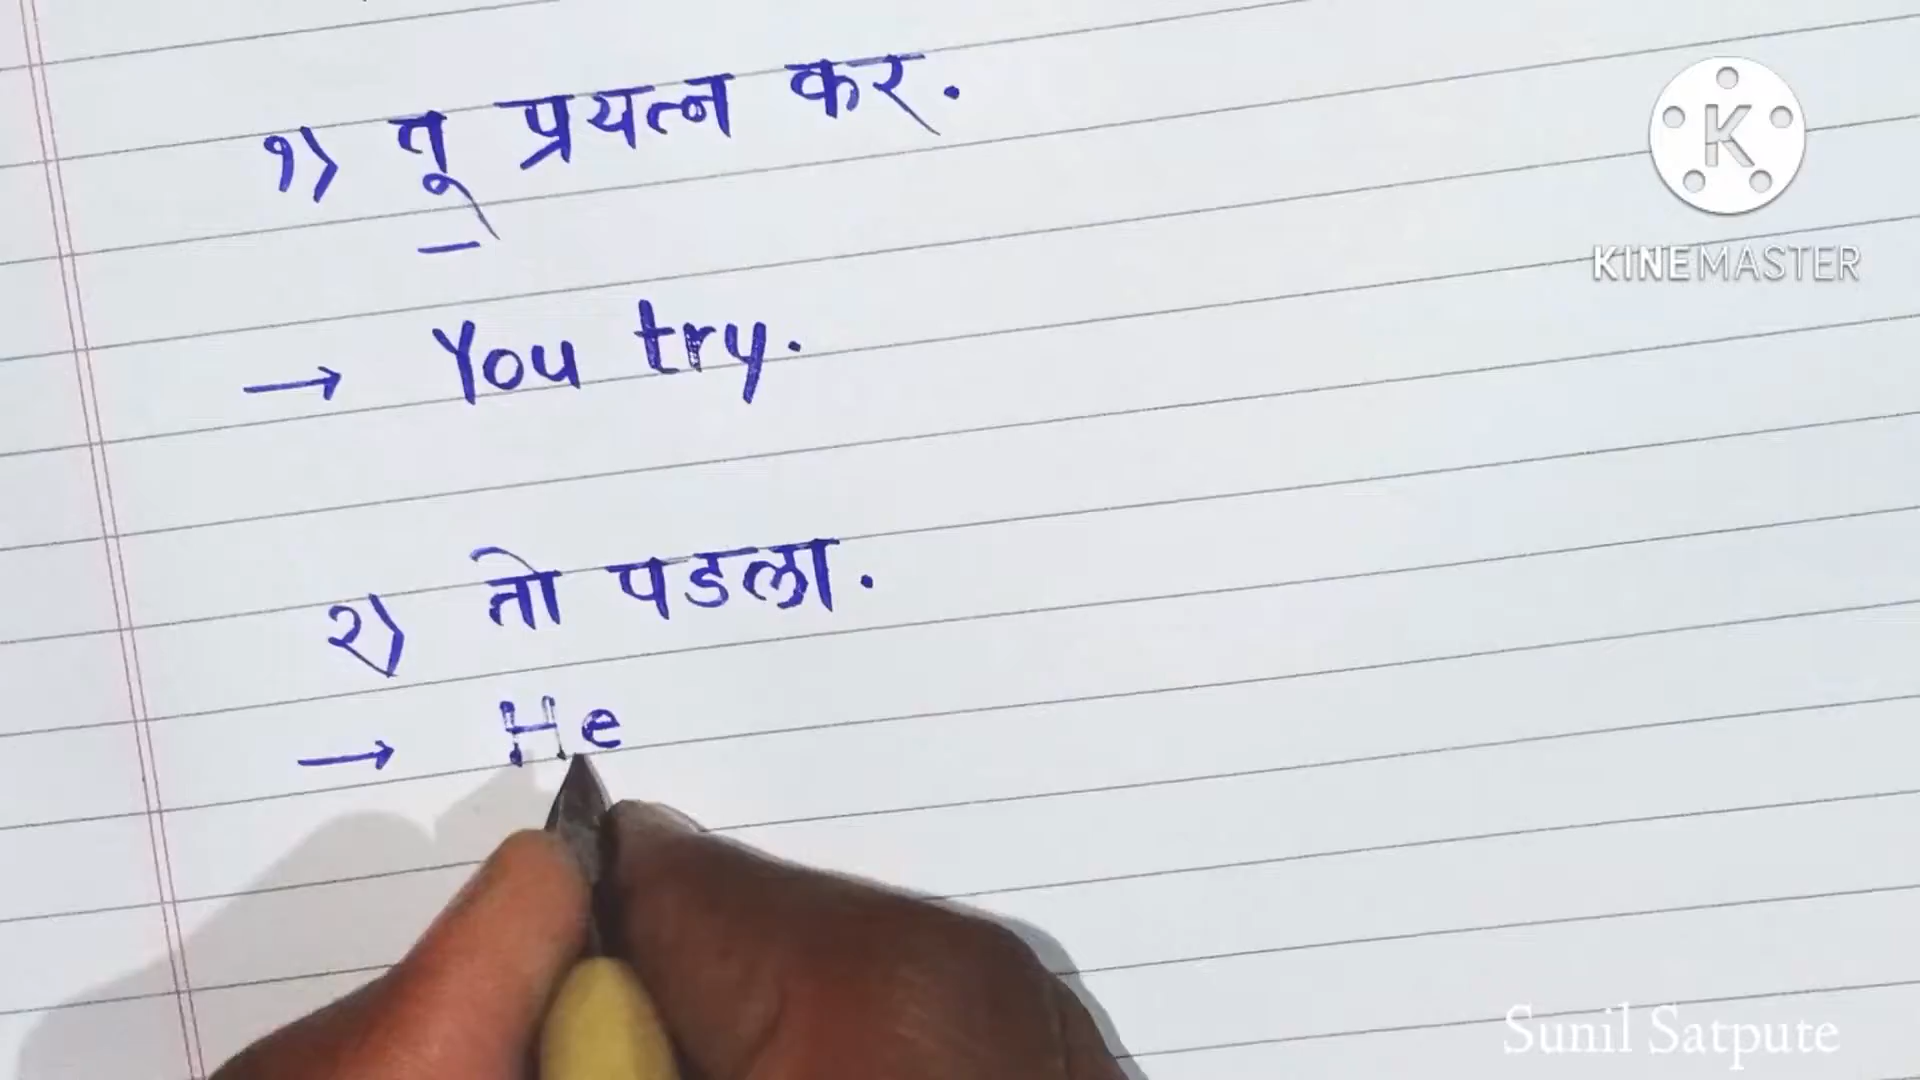 १) तू प्रयत्न कर.
→ You try.
२) तो पडला.
→ He
K
KINEMASTER
Sunil Satpute